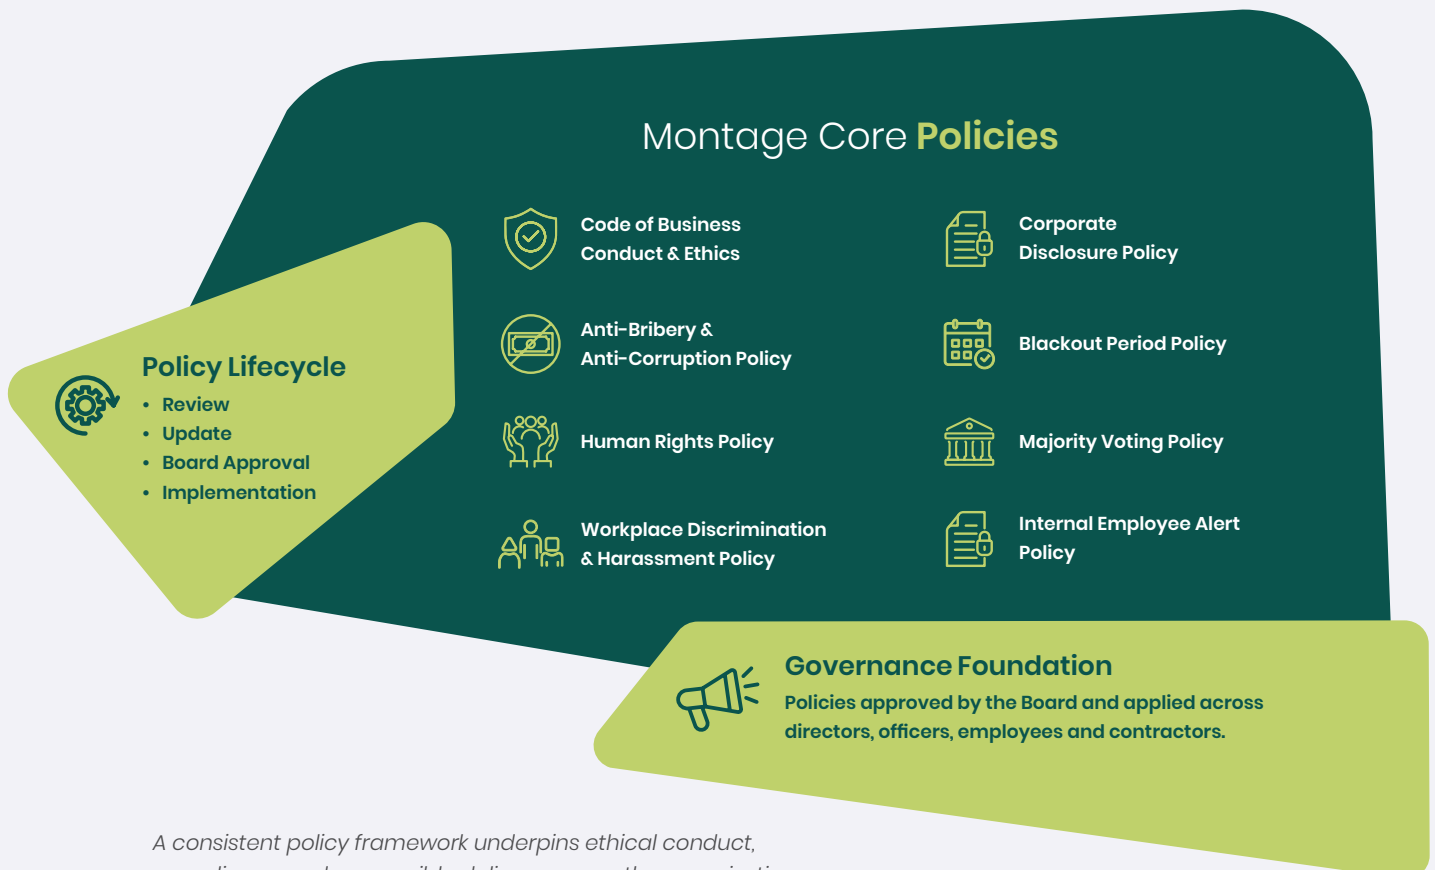 Montage Core Policies
Code of Business
Conduct & Ethics
Anti-Bribery &
Anti-Corruption Policy
Human Rights Policy
Workplace Discrimination
& Harassment Policy
Corporate
Disclosure Policy
Blackout Period Policy
Majority Voting Policy
Internal Employee Alert
Policy
Policy Lifecycle
• Review
• Update
• Board Approval
• Implementation
Governance Foundation
Policies approved by the Board and applied across
directors, officers, employees and contractors.
A consistent policy framework underpins ethical conduct,